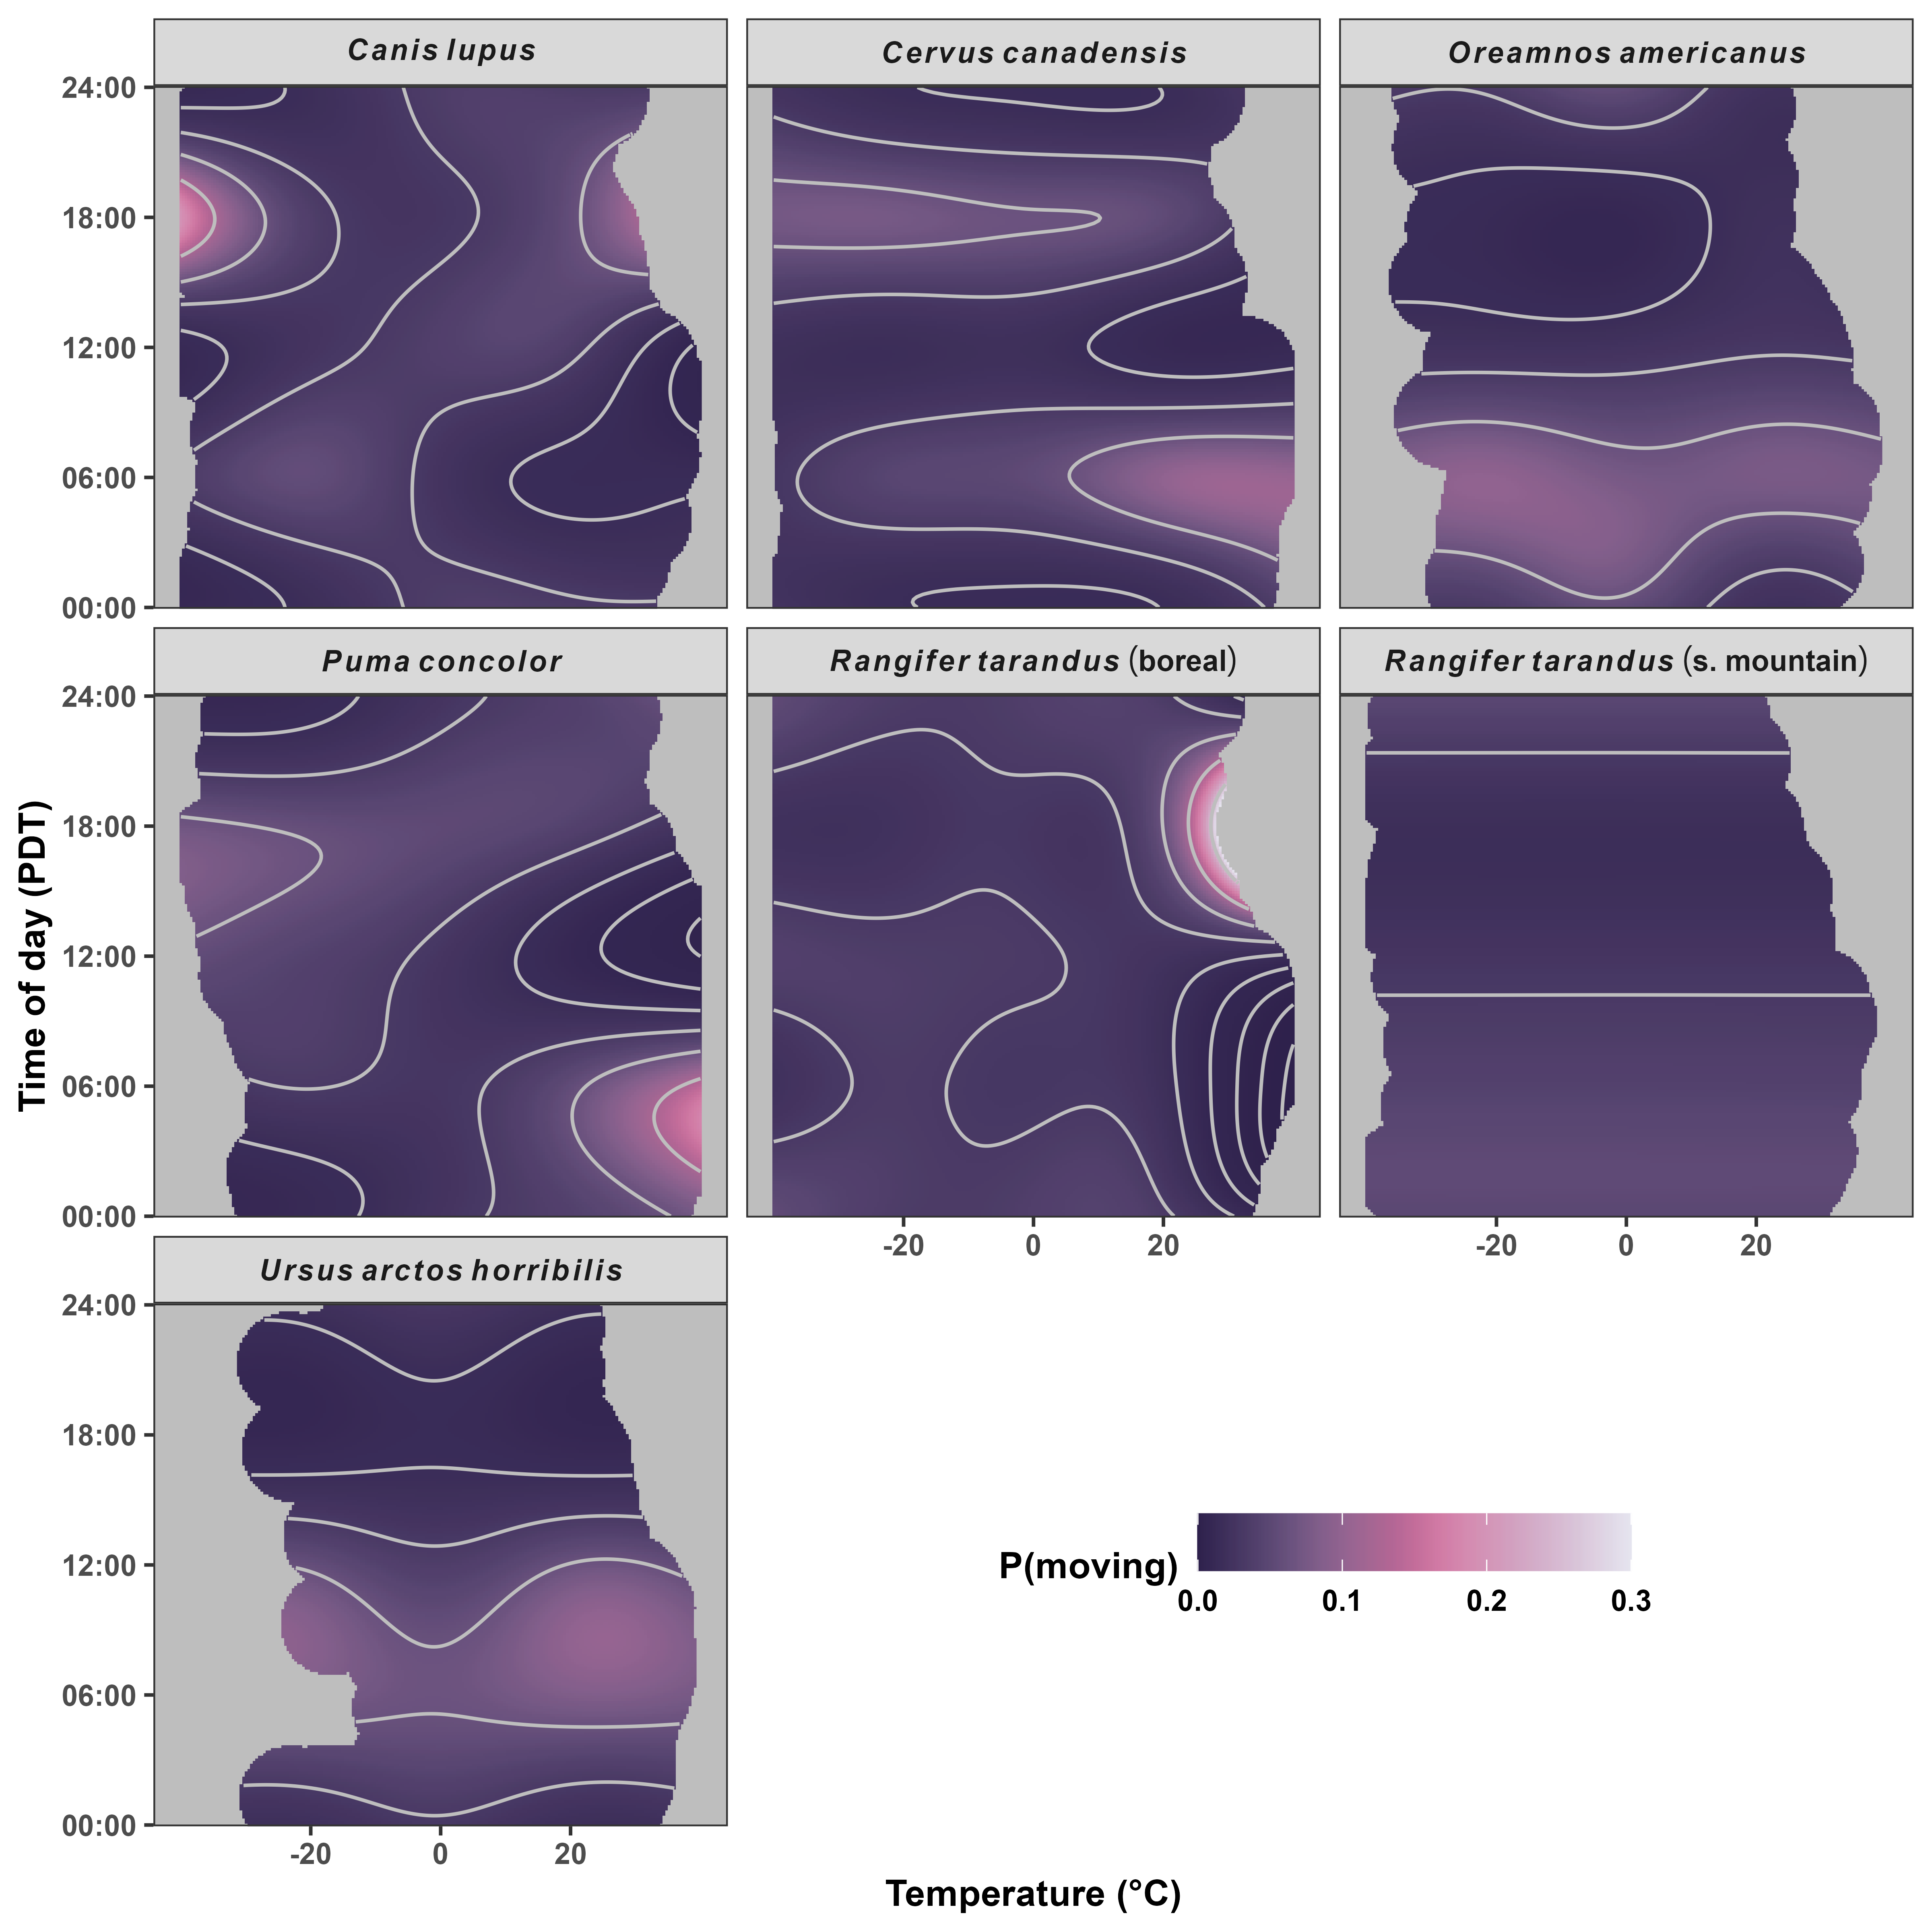 Canis lupus
Cervus canadensis
Oreamnos americanus
24:00
18:00
12:00
06:00
00:00
Puma concolor
Rangifer tarandus (boreal)
Rangifer tarandus (s. mountain)
24:00
18:00
12:00
06:00
00:00
-20 0 20
-20 0 20
Ursus arctos horribilis
24:00
18:00
12:00
06:00
00:00
-20 0 20
Time of day (PDT)
P(moving)
0.0 0.1 0.2 0.3
Temperature (°C)